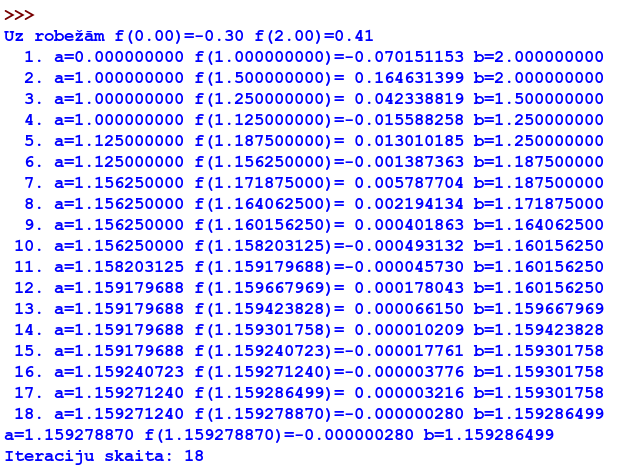 >>>
Uz robežām f(0.00)=-0.30 f(2.00)=0.41
1. a=0.000000000 f(1.000000000)=-0.070151153 b=2.000000000
2. a=1.000000000 f(1.500000000)= 0.164631399 b=2.000000000
3. a=1.000000000 f(1.250000000)= 0.042338819 b=1.500000000
4. a=1.000000000 f(1.125000000)=-0.015588258 b=1.250000000
5. a=1.125000000 f(1.187500000)= 0.013010185 b=1.250000000
6. a=1.125000000 f(1.156250000)=-0.001387363 b=1.187500000
7. a=1.156250000 f(1.171875000)= 0.005787704 b=1.187500000
8. a=1.156250000 f(1.164062500)= 0.002194134 b=1.171875000
9. a=1.156250000 f(1.160156250)= 0.000401863 b=1.164062500
10. a=1.156250000 f(1.158203125)=-0.000493132 b=1.160156250
11. a=1.158203125 f(1.159179688)=-0.000045730 b=1.160156250
12. a=1.159179688 f(1.159667969)= 0.000178043 b=1.160156250
13. a=1.159179688 f(1.159423828)= 0.000066150 b=1.159667969
14. a=1.159179688 f(1.159301758)= 0.000010209 b=1.159423828
15. a=1.159179688 f(1.159240723)=-0.000017761 b=1.159301758
16. a=1.159240723 f(1.159271240)=-0.000003776 b=1.159301758
17. a=1.159271240 f(1.159286499)= 0.000003216 b=1.159301758
18. a=1.159271240 f(1.159278870)=-0.000000280 b=1.159286499
a=1.159278870 f(1.159278870)=-0.000000280 b=1.159286499
Iteraciju skaita: 18